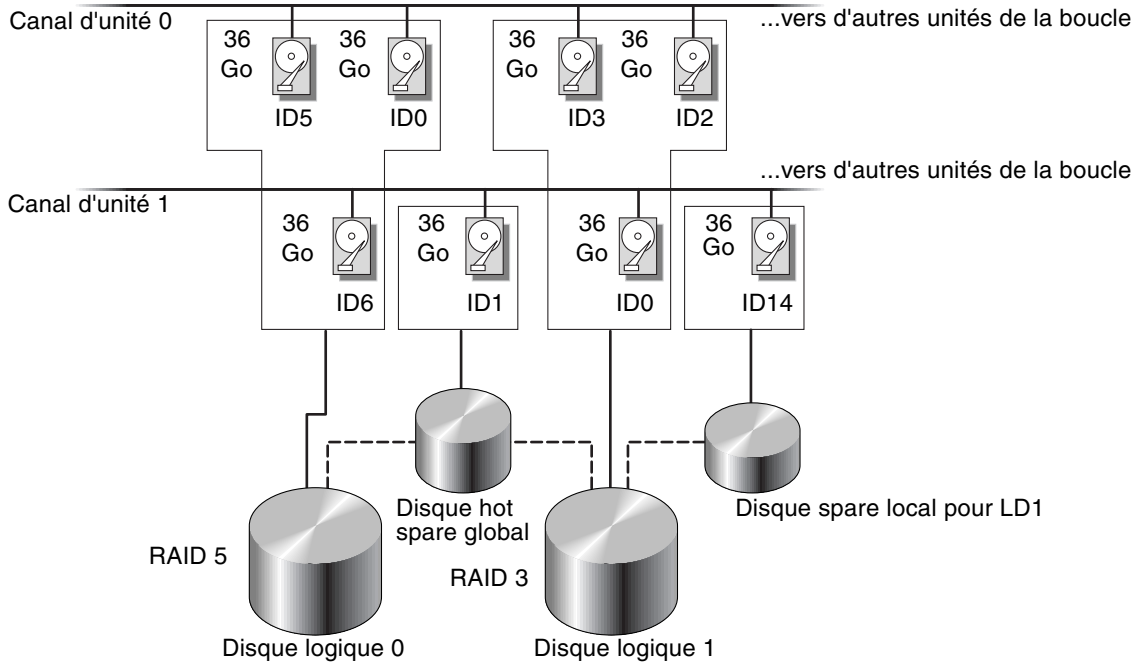 Canal d'unité 0
...vers d'autres unités de la boucle
36
Go
36
Go
36
Go
36
Go
ID5
ID0
ID3
ID2
...vers d'autres unités de la boucle
Canal d'unité 1
36
Go
36
Go
36
Go
36
Go
ID6
ID1
ID0
ID14
Disque hot
spare global
Disque spare local pour LD1
RAID 5
RAID 3
Disque logique 0
Disque logique 1